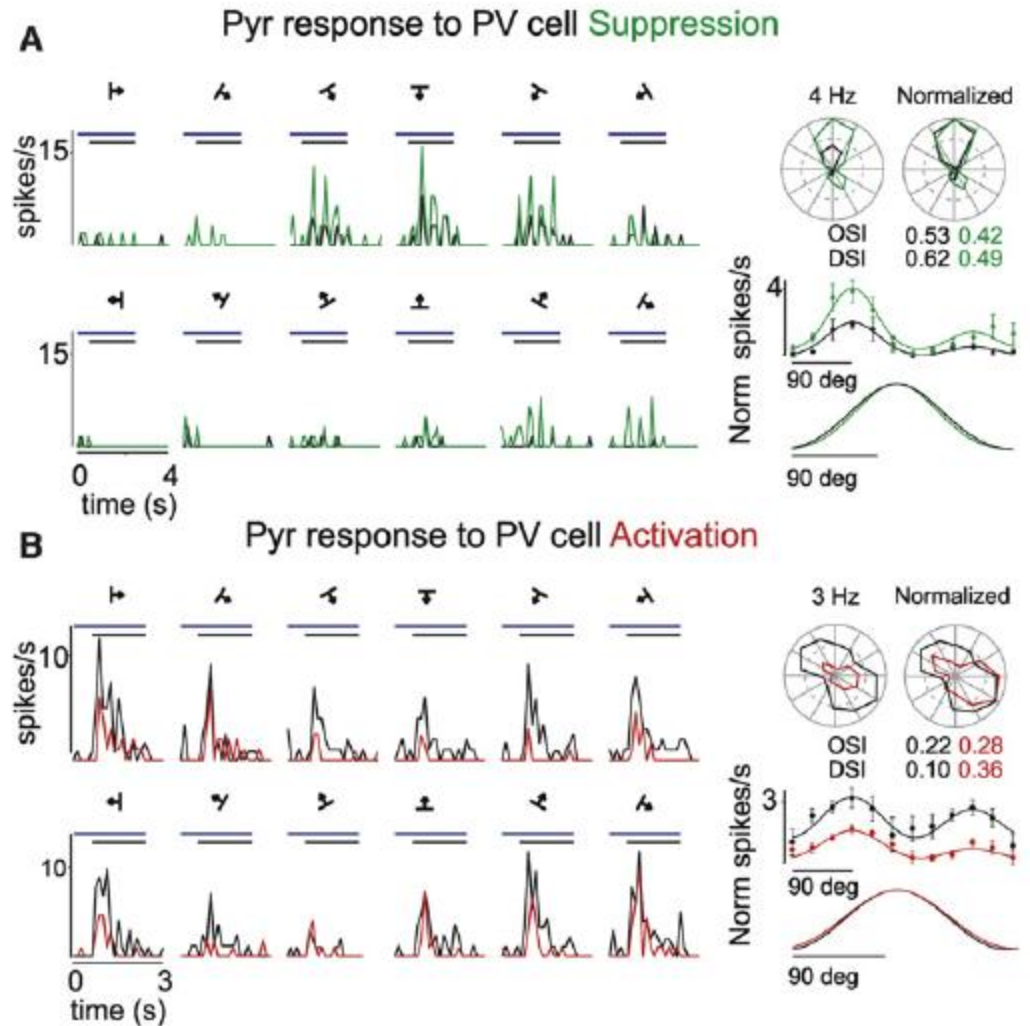 A
Pyr response to PV cell Suppression
spikes/s
15
15
0 4
time (s)
4 Hz Normalized
OSI 0.53 0.42
DSI 0.62 0.49
Norm spikes/s
4
90 deg
90 deg
B
Pyr response to PV cell Activation
spikes/s
10
10
0 3
time (s)
3 Hz Normalized
OSI 0.22 0.28
DSI 0.10 0.36
Norm spikes/s
3
90 deg
90 deg